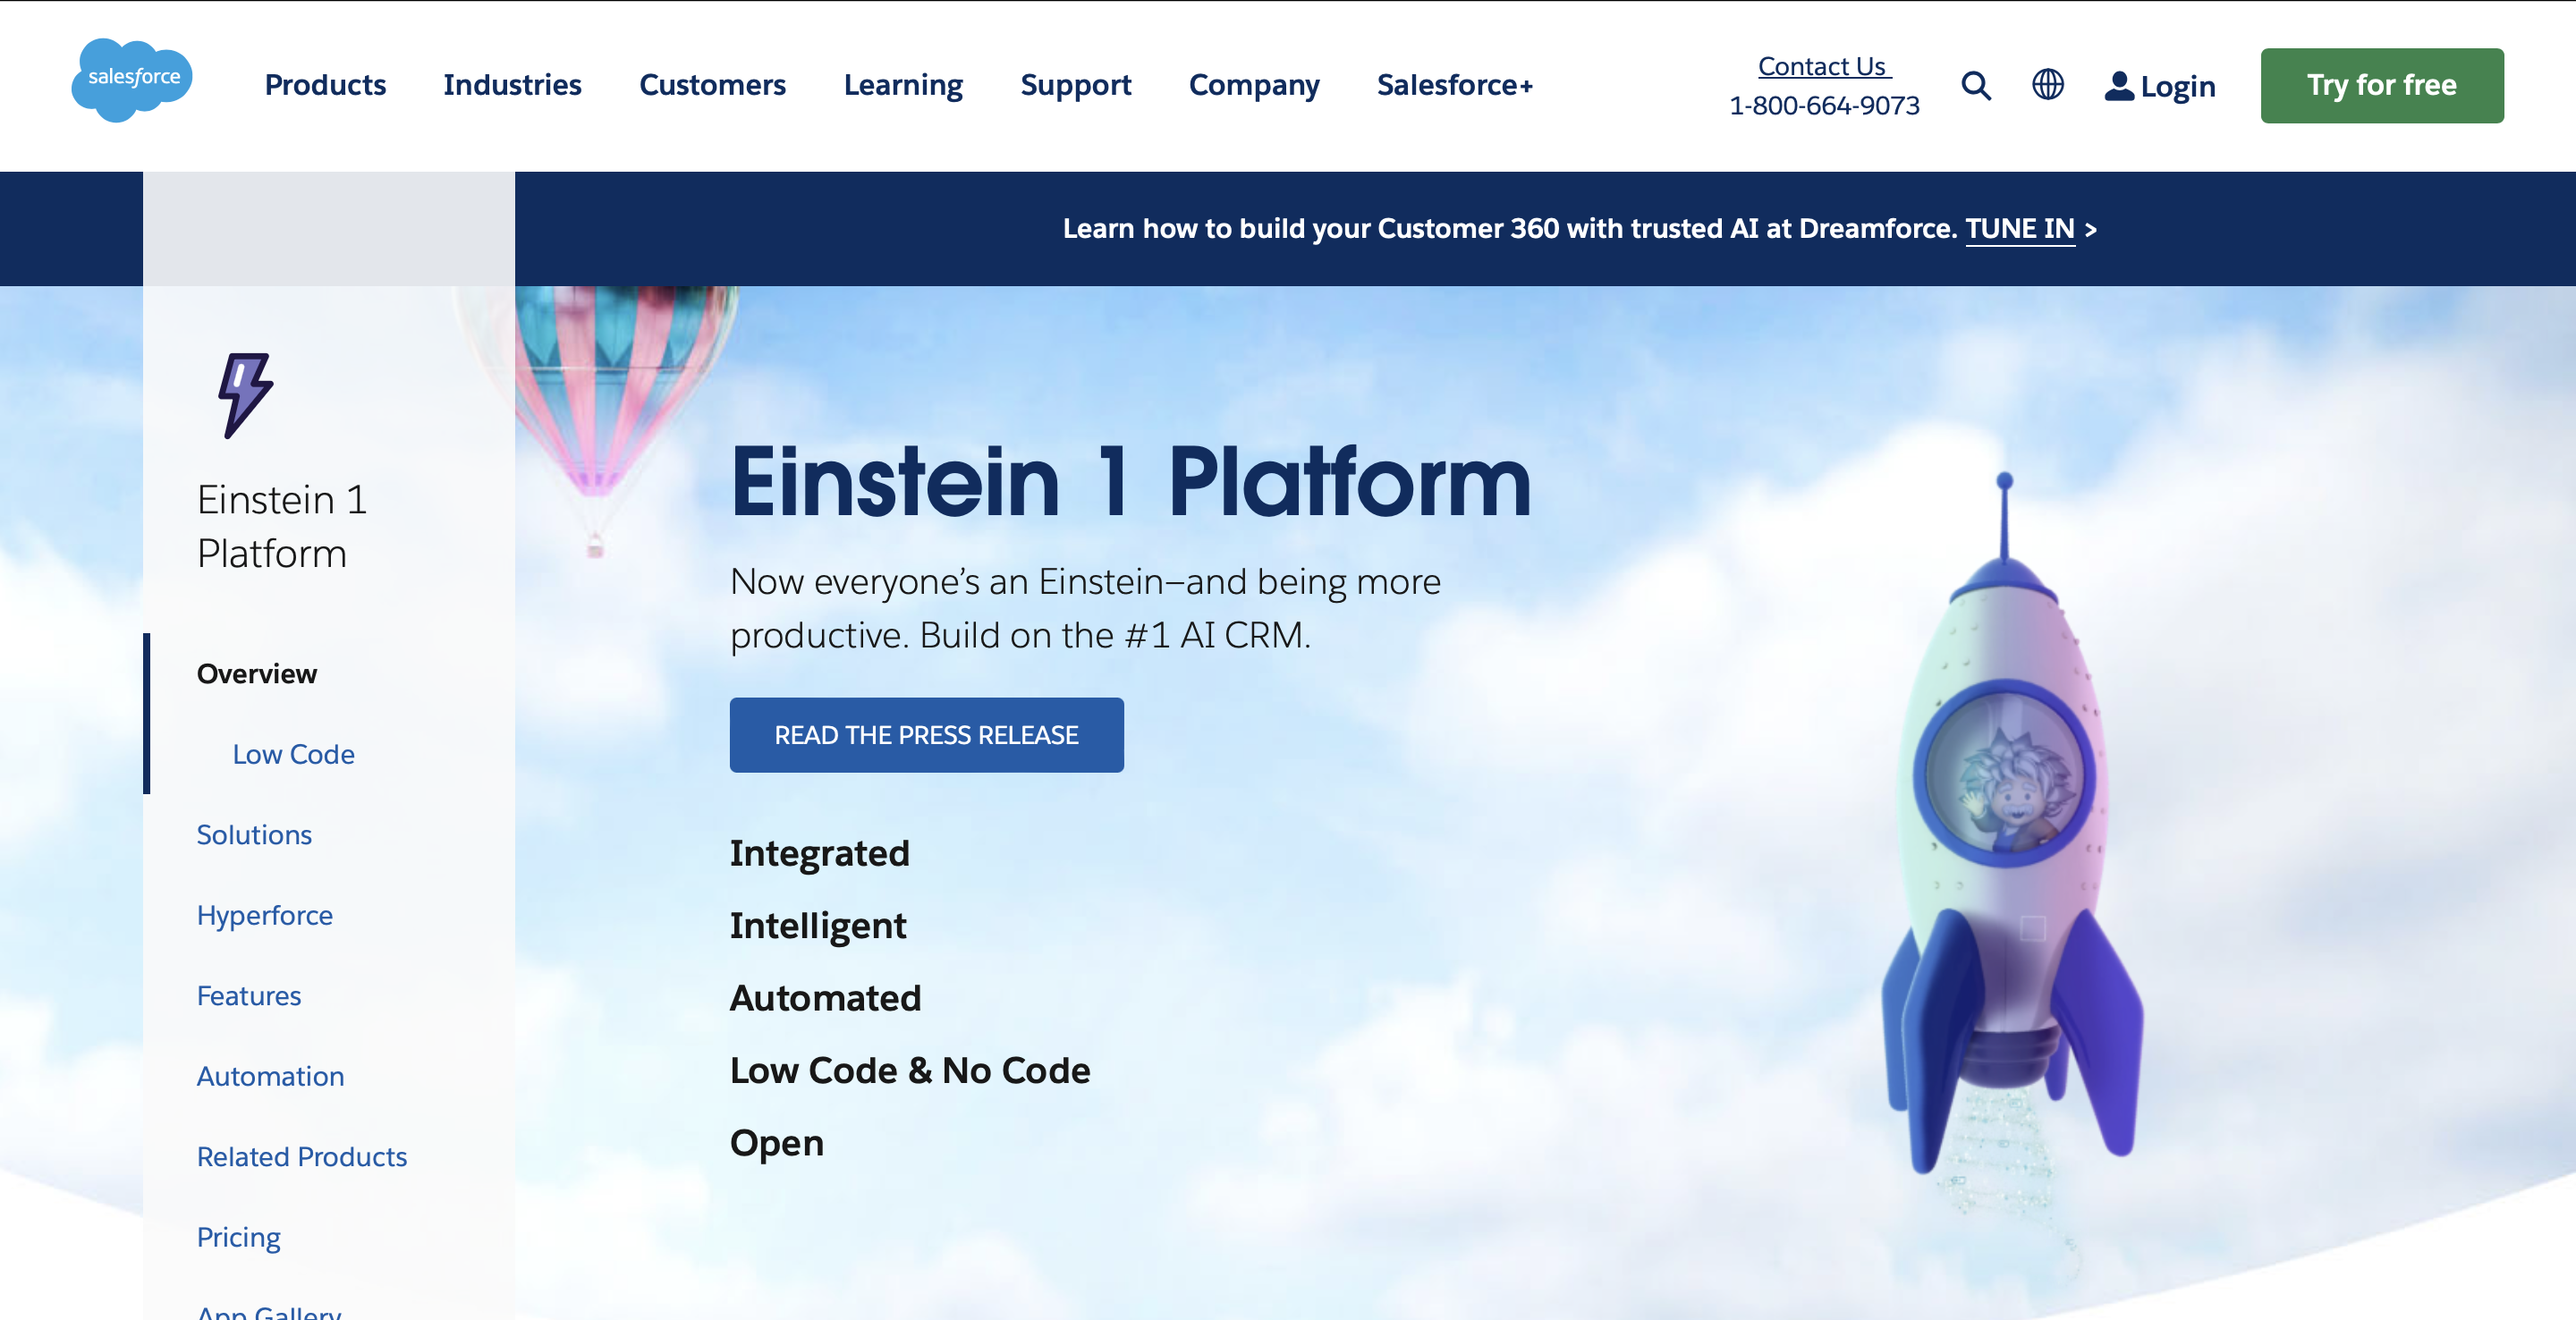 salesforce
Products
Industries
Customers
Learning
Support
Company
Salesforce+
Contact Us
1-800-664-9073
Login
Try for free
Learn how to build your Customer 360 with trusted AI at Dreamforce. TUNE IN >
Einstein 1
Platform
Overview
Low Code
Solutions
Hyperforce
Features
Automation
Related Products
Pricing
App Gallery
Einstein 1 Platform
Now everyone’s an Einstein—and being more
productive. Build on the #1 AI CRM.
READ THE PRESS RELEASE
Integrated
Intelligent
Automated
Low Code & No Code
Open